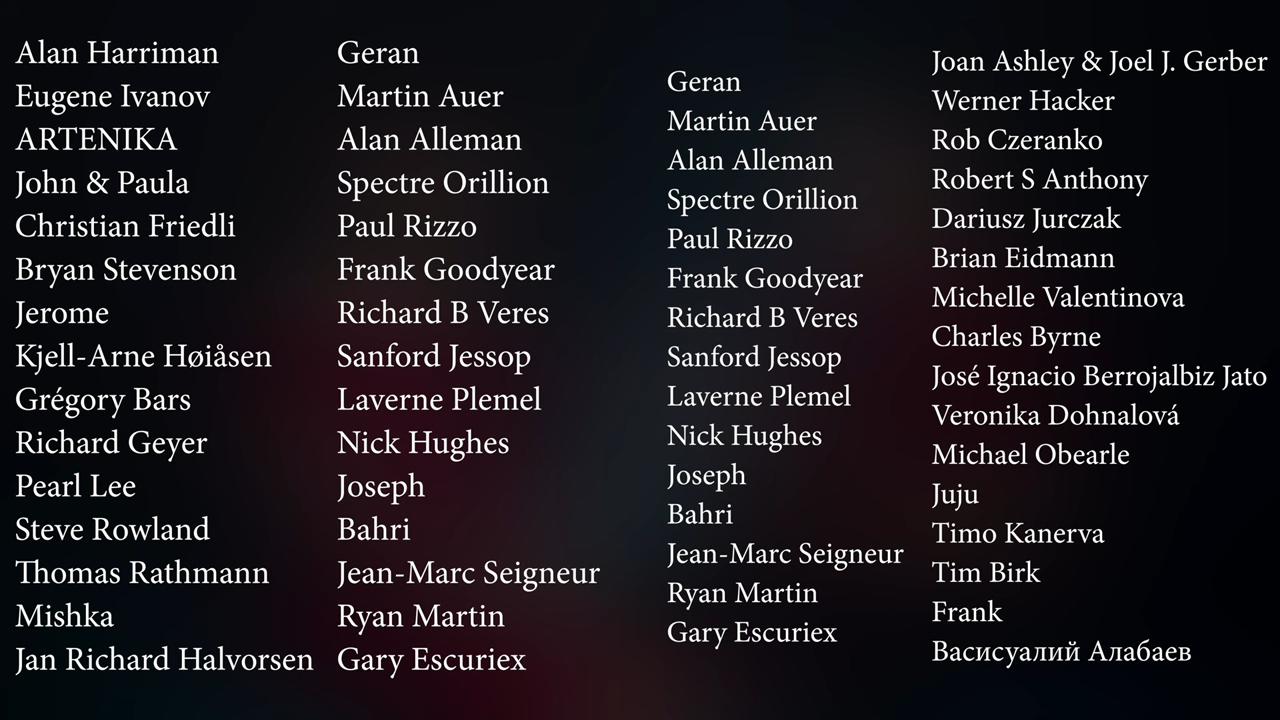 Alan Harriman
Eugene Ivanov
ARTENIKA
John & Paula
Christian Friedli
Bryan Stevenson
Jerome
Kjell-Arne Høiåsen
Grégory Bars
Richard Geyer
Pearl Lee
Steve Rowland
Thomas Rathmann
Mishka
Jan Richard Halvorsen
Geran
Martin Auer
Alan Alleman
Spectre Orillion
Paul Rizzo
Frank Goodyear
Richard B Veres
Sanford Jessop
Laverne Plemel
Nick Hughes
Joseph
Bahri
Jean-Marc Seigneur
Ryan Martin
Gary Escuriex
Geran
Martin Auer
Alan Alleman
Spectre Orillion
Paul Rizzo
Frank Goodyear
Richard B Veres
Sanford Jessop
Laverne Plemel
Nick Hughes
Joseph
Bahri
Jean-Marc Seigneur
Ryan Martin
Gary Escuriex
Joan Ashley & Joel J. Gerber
Werner Hacker
Rob Czeranko
Robert S Anthony
Dariusz Jurczak
Brian Eidmann
Michelle Valentinova
Charles Byrne
José Ignacio Berrojalbiz Jato
Veronika Dohnalová
Michael Obearle
Juju
Timo Kanerva
Tim Birk
Frank
Васисуалий Алабаев